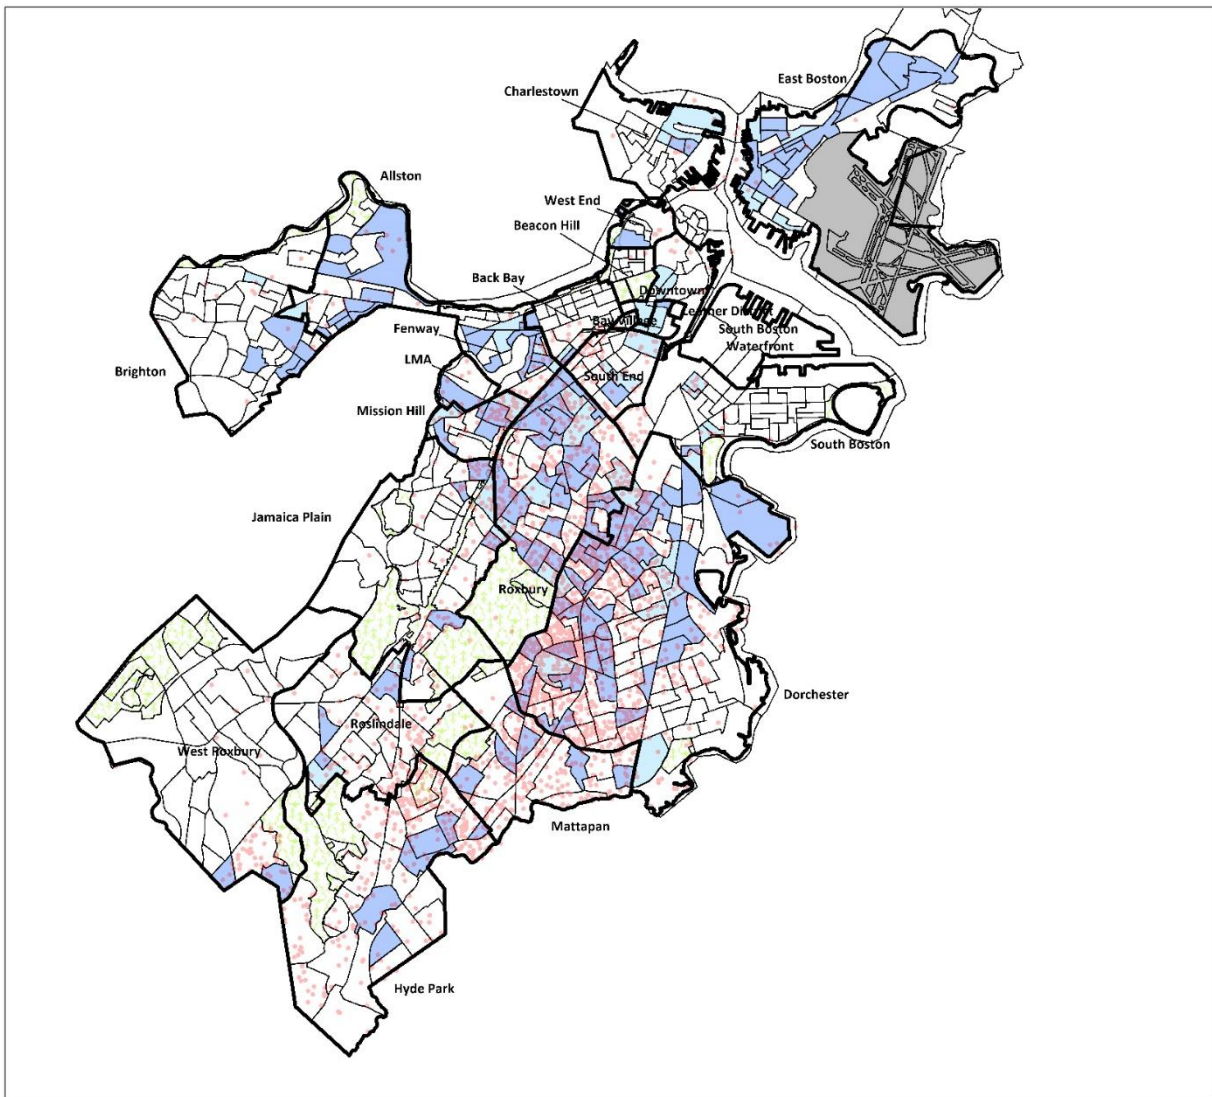 East Boston
Charlestown
Allston
West End
Beacon Hill
Back Bay
Downtown
Leather District
Bay Village
South Boston
Waterfront
Fenway
LMA
Brighton
South End
Mission Hill
South Boston
Jamaica Plain
Roxbury
Dorchester
Roslindale
West Roxbury
Mattapan
Hyde Park